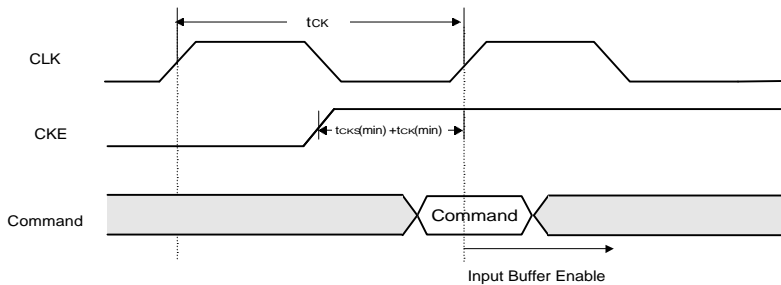 tCK
CLK
tCKS(min) +tCK(min)
CKE
Command
Command
Input Buffer Enable